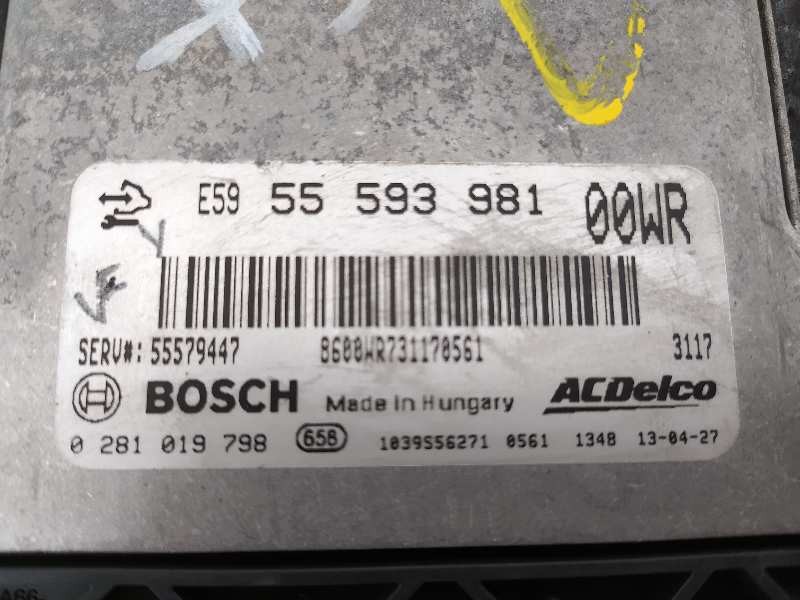 E59 55 593 981 00WR
SERV#: 55579447 8600WR731170561 3117
BOSCH Made in Hungary ACDelco
0 281 019 798 658 1039S56271 0561 1348 13-04-27